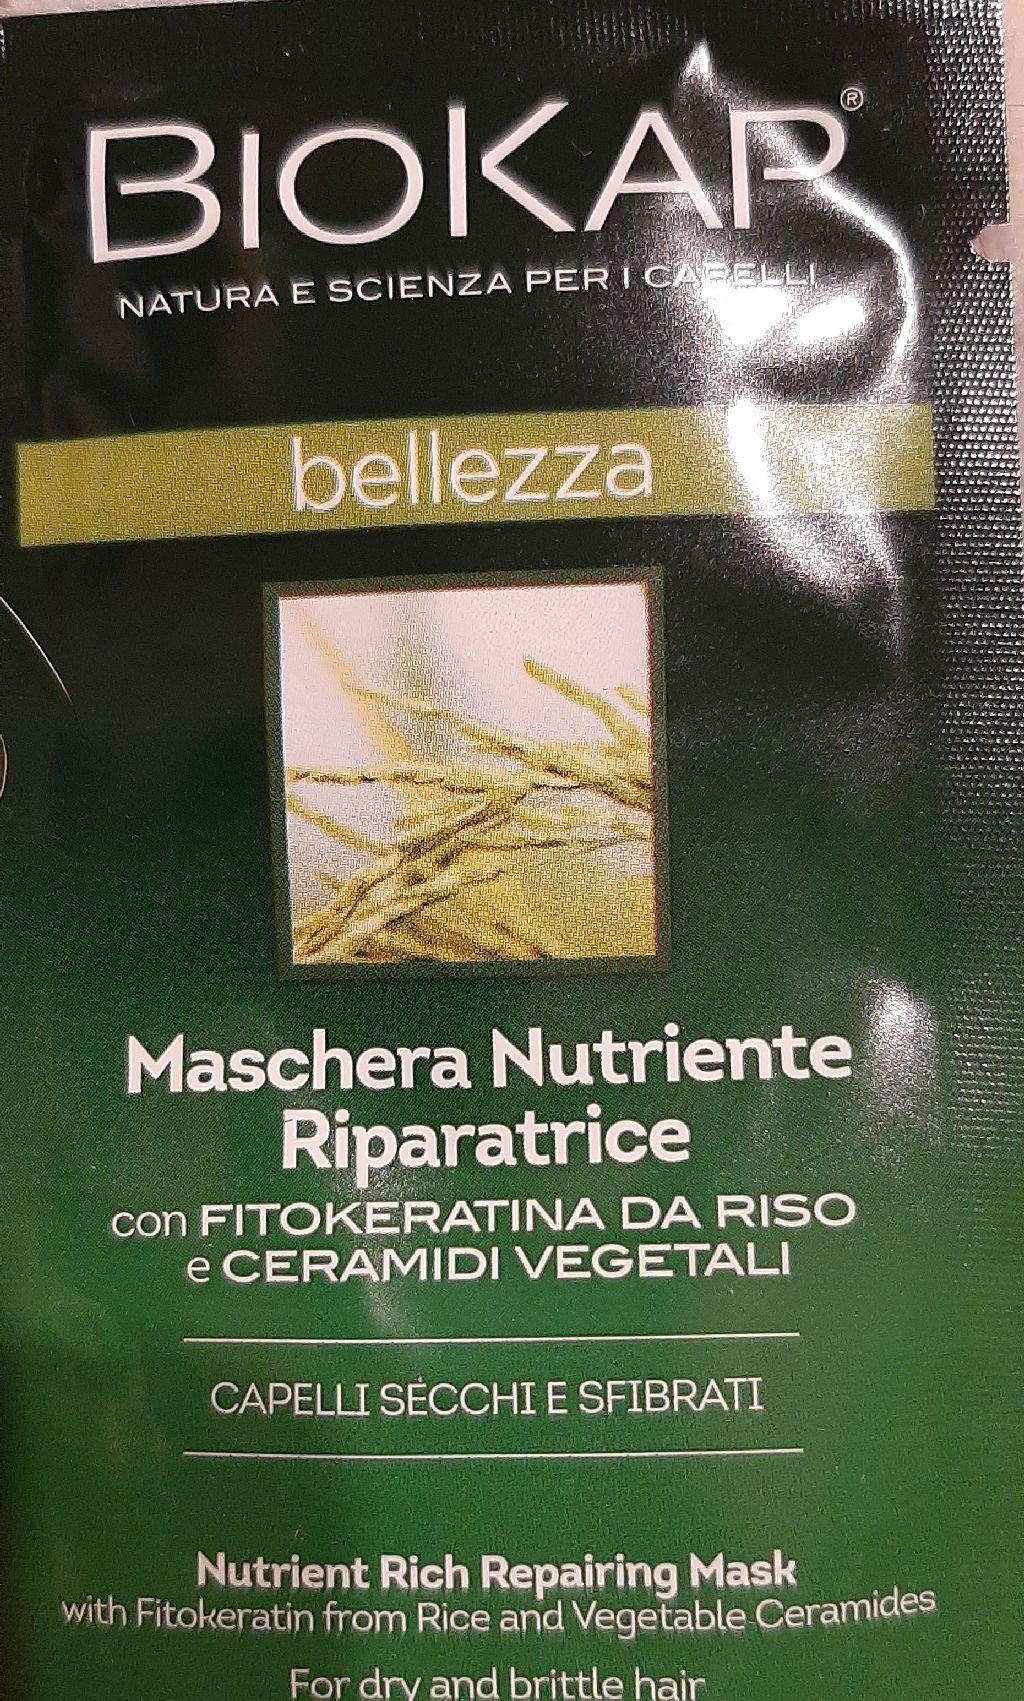 BIOKAP®
NATURA E SCIENZA PER I CAPELLI
bellezza
Maschera Nutriente
Riparatrice
con FITOKERATINA DA RISO
e CERAMIDI VEGETALI
CAPELLI SECCHI E SFIBRATI
Nutrient Rich Repairing Mask
with Fitokeratin from Rice and Vegetable Ceramides
For dry and brittle hair